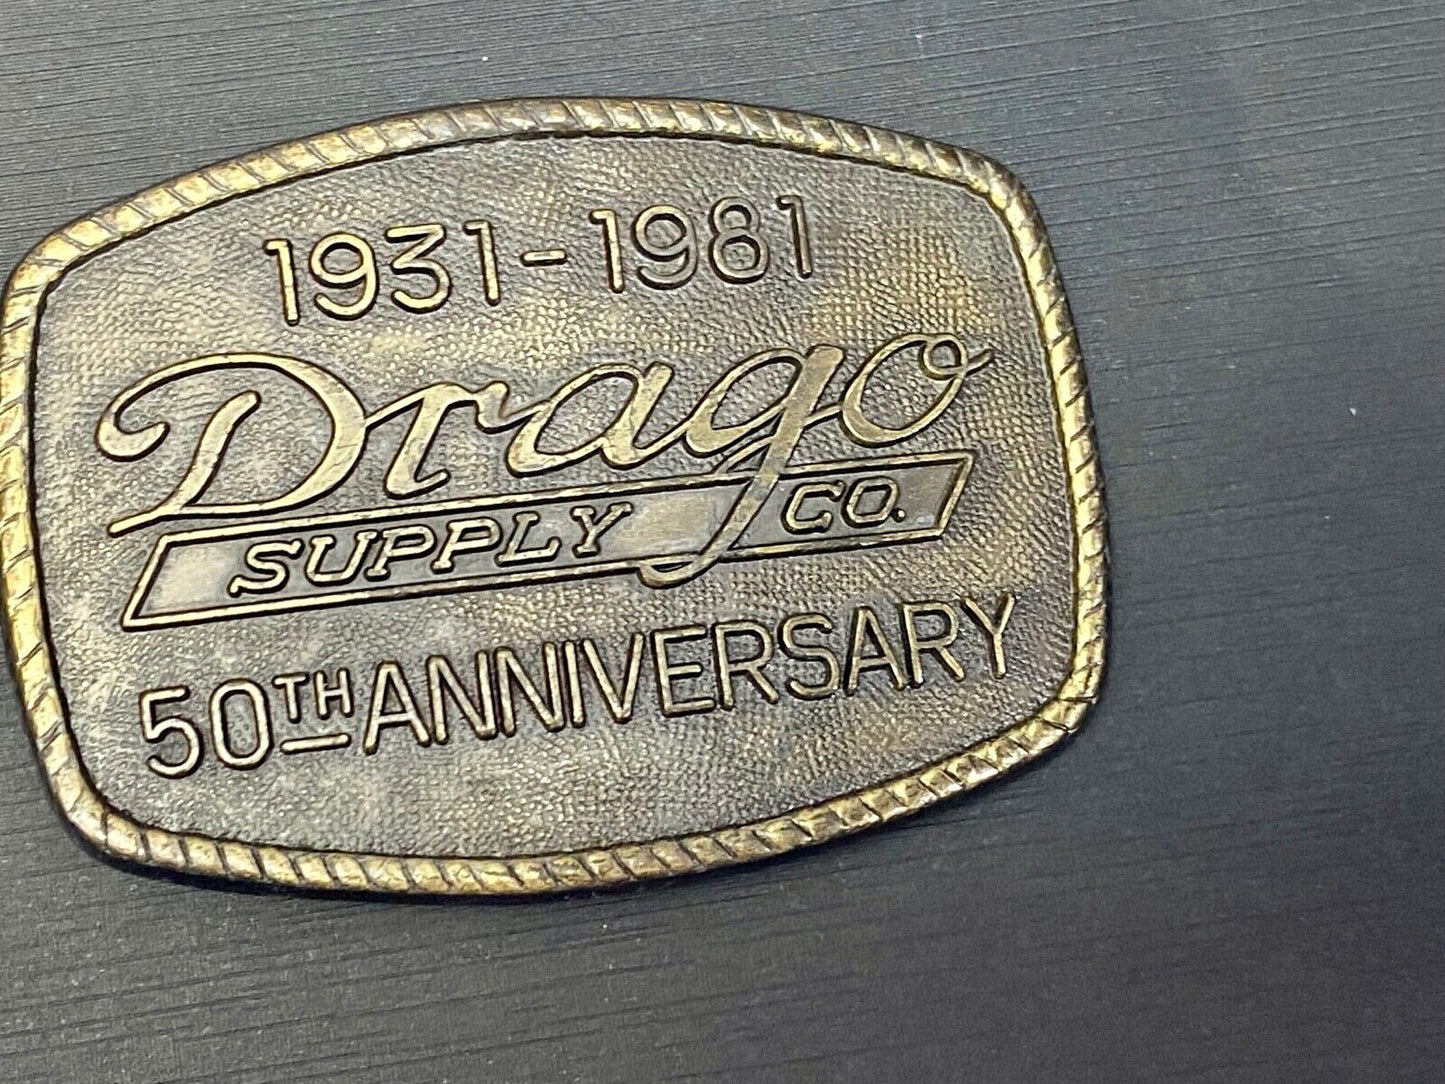 1931-1981
Drago
SUPPLY CO.
50TH ANNIVERSARY